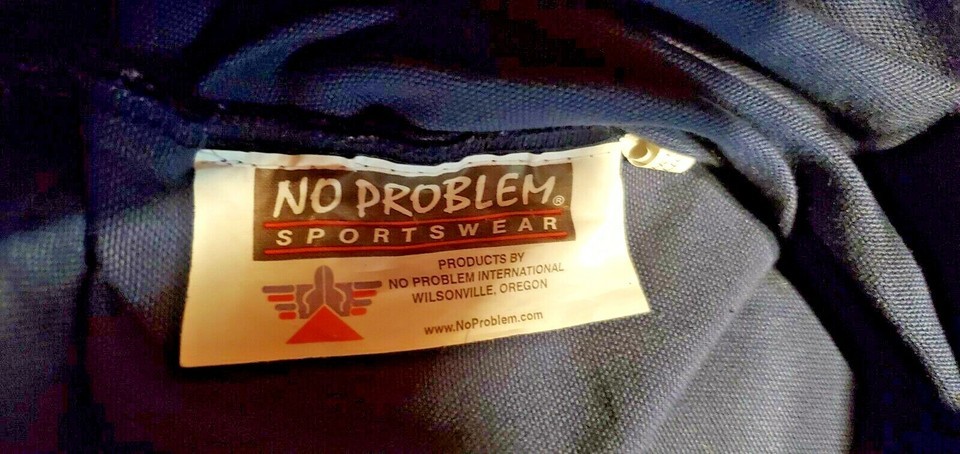 NO PROBLEM®
SPORTSWEAR
PRODUCTS BY
NO PROBLEM INTERNATIONAL
WILSONVILLE, OREGON
www.NoProblem.com